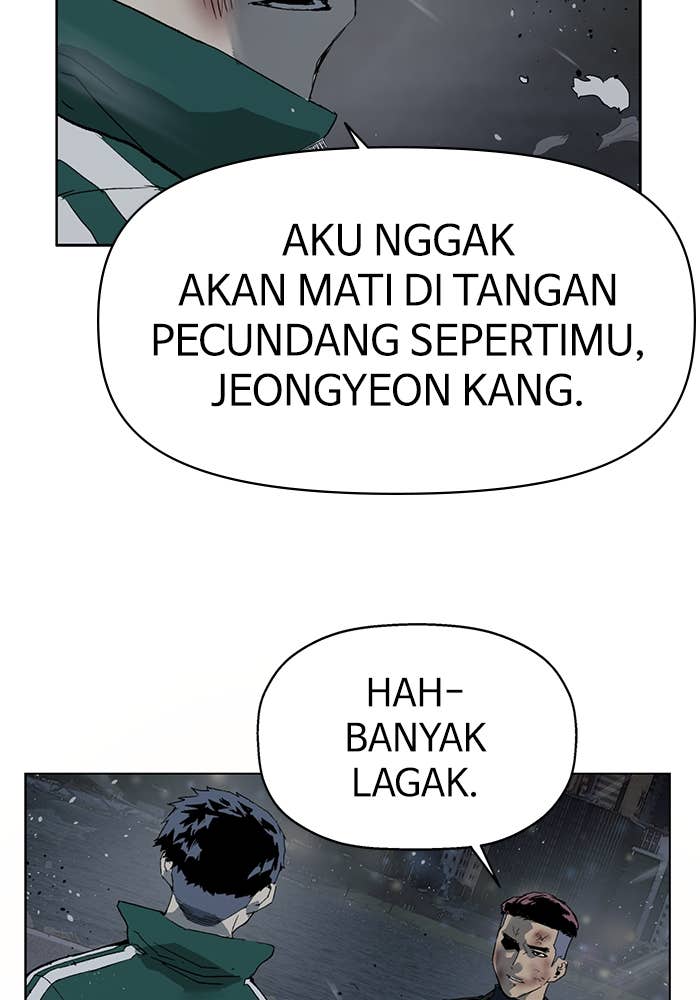 AKU NGGAK
AKAN MATI DI TANGAN
PECUNDANG SEPERTIMU,
JEONGYEON KANG.
HAH-
BANYAK
LAGAK.